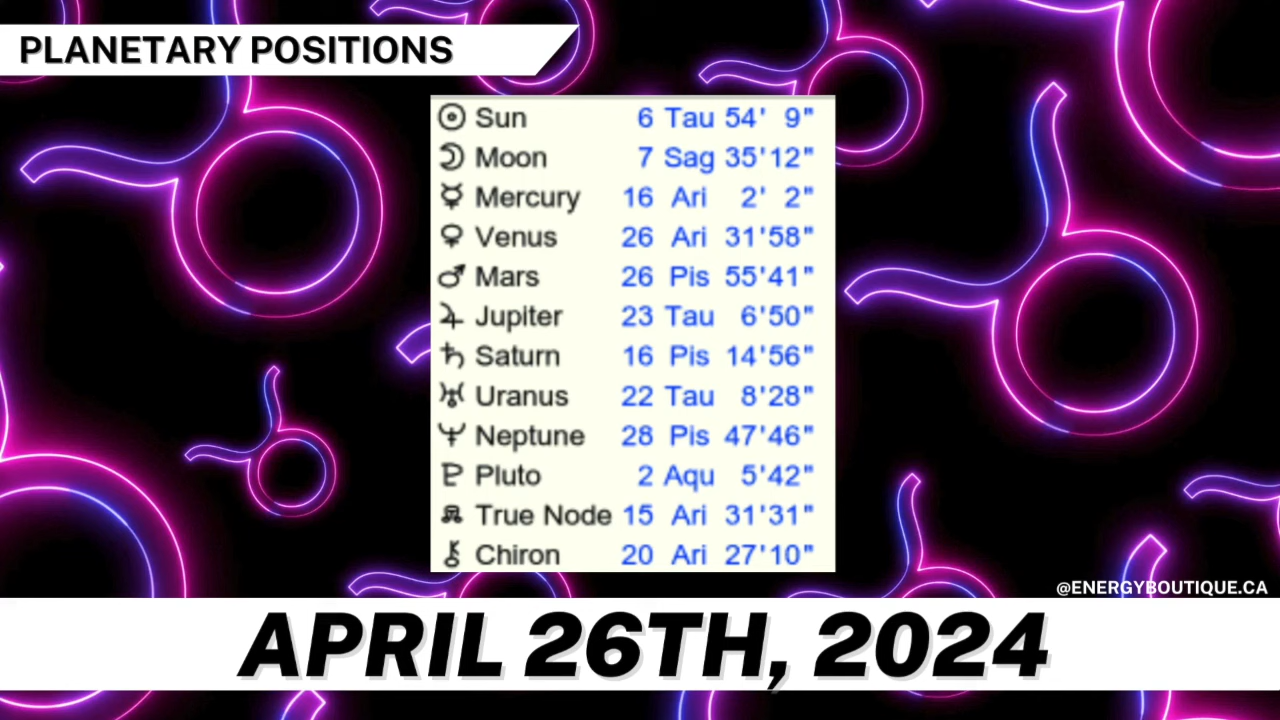 PLANETARY POSITIONS
☉ Sun 6 Tau 54' 9"
☽ Moon 7 Sag 35'12"
☿ Mercury 16 Ari 2' 2"
♀ Venus 26 Ari 31'58"
♂ Mars 26 Pis 55'41"
♃ Jupiter 23 Tau 6'50"
♄ Saturn 16 Pis 14'56"
♅ Uranus 22 Tau 8'28"
♆ Neptune 28 Pis 47'46"
♇ Pluto 2 Aqu 5'42"
☊ True Node 15 Ari 31'31"
⚷ Chiron 20 Ari 27'10"
@ENERGYBOUTIQUE.CA
APRIL 26TH, 2024